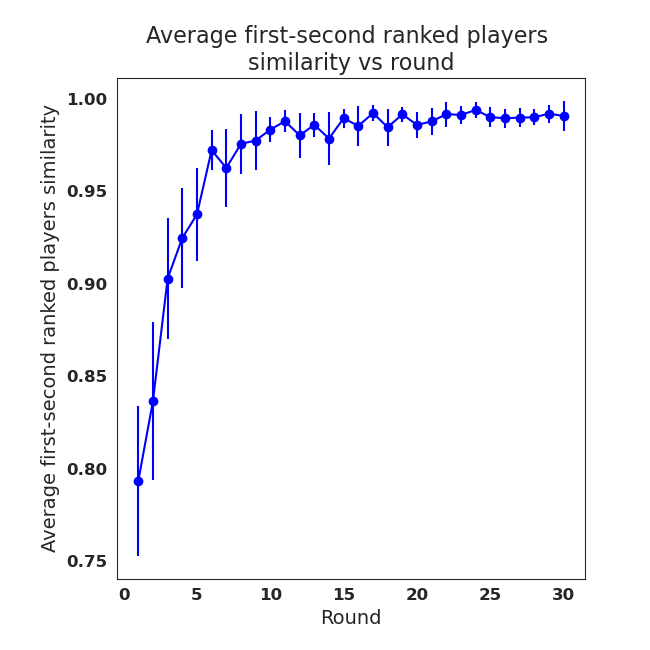 Average first-second ranked players
similarity vs round
Average first-second ranked players similarity
1.00
0.95
0.90
0.85
0.80
0.75
0 5 10 15 20 25 30
Round